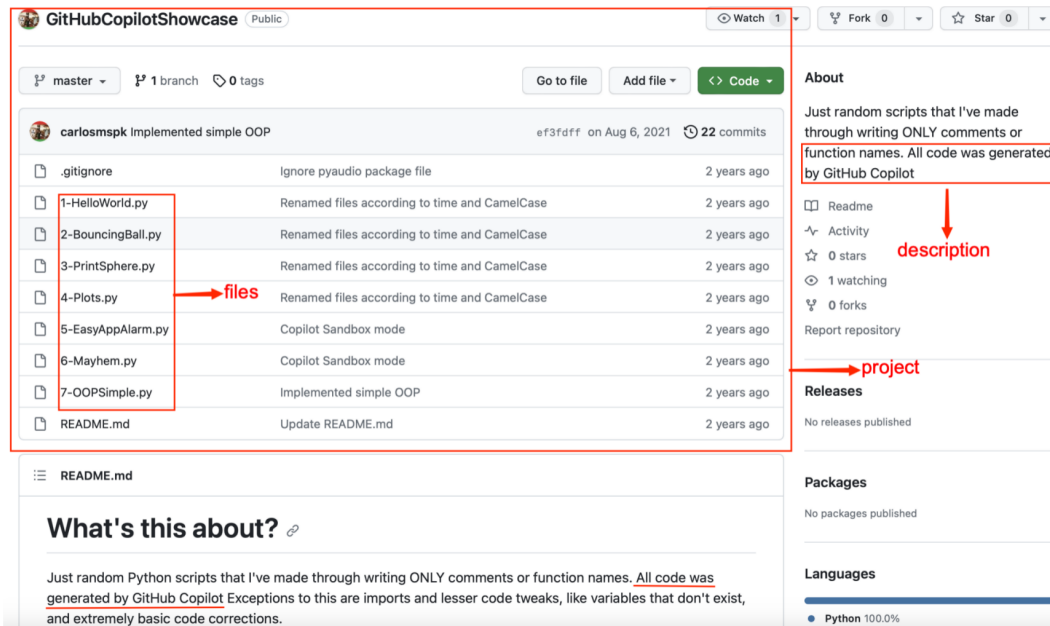 GitHubCopilotShowcase Public
Watch 1
Fork 0
Star 0
master
1 branch
0 tags
Go to file
Add file
Code
carlosmspk Implemented simple OOP
ef3fdff on Aug 6, 2021
22 commits
.gitignore Ignore pyaudio package file 2 years ago
1-HelloWorld.py Renamed files according to time and CamelCase 2 years ago
2-BouncingBall.py Renamed files according to time and CamelCase 2 years ago
3-PrintSphere.py Renamed files according to time and CamelCase 2 years ago
4-Plots.py Renamed files according to time and CamelCase 2 years ago
5-EasyAppAlarm.py Copilot Sandbox mode 2 years ago
6-Mayhem.py Copilot Sandbox mode 2 years ago
7-OOPSimple.py Implemented simple OOP 2 years ago
README.md Update README.md 2 years ago
files
project
README.md
What's this about?
Just random Python scripts that I've made through writing ONLY comments or function names. All code was
generated by GitHub Copilot Exceptions to this are imports and lesser code tweaks, like variables that don't exist,
and extremely basic code corrections.
About
Just random scripts that I've made
through writing ONLY comments or
function names. All code was generated
by GitHub Copilot
description
Readme
Activity
0 stars
1 watching
0 forks
Report repository
Releases
No releases published
Packages
No packages published
Languages
Python 100.0%